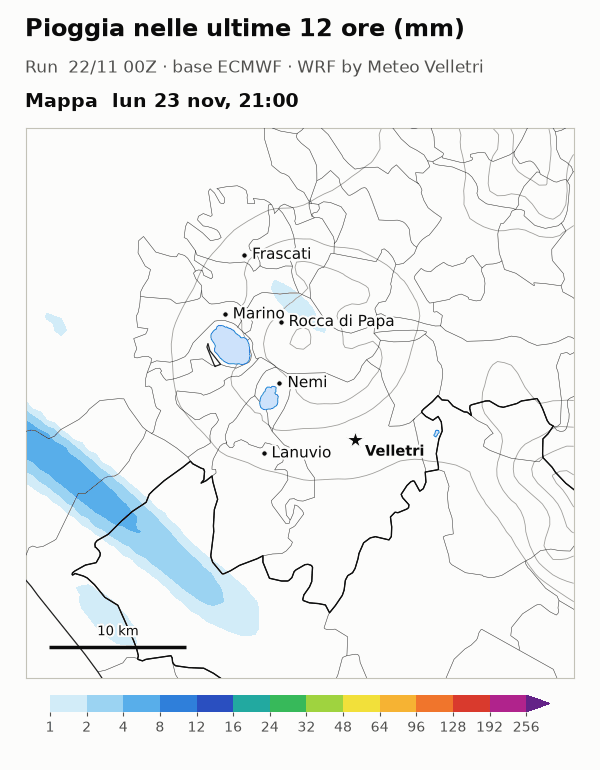 Pioggia nelle ultime 12 ore (mm)
Run  22/11 00Z · base ECMWF · WRF by Meteo Velletri
Mappa  lun 23 nov, 21:00
Frascati
Marino
Rocca di Papa
Nemi
Velletri
Lanuvio
10 km
1 2 4 8 12 16 24 32 48 64 96 128 192 256